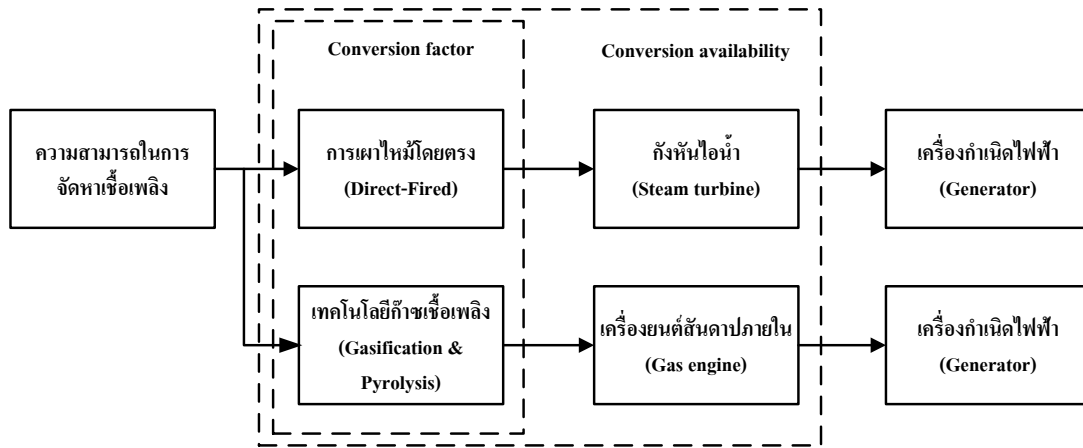 Conversion factor
Conversion availability
ความสามารถในการ
จัดหาเชื้อเพลิง
การเผาไหม้โดยตรง
(Direct-Fired)
กังหันไอน้ำ
(Steam turbine)
เครื่องกำเนิดไฟฟ้า
(Generator)
เทคโนโลยีก๊าซเชื้อเพลิง
(Gasification &
Pyrolysis)
เครื่องยนต์สันดาปภายใน
(Gas engine)
เครื่องกำเนิดไฟฟ้า
(Generator)